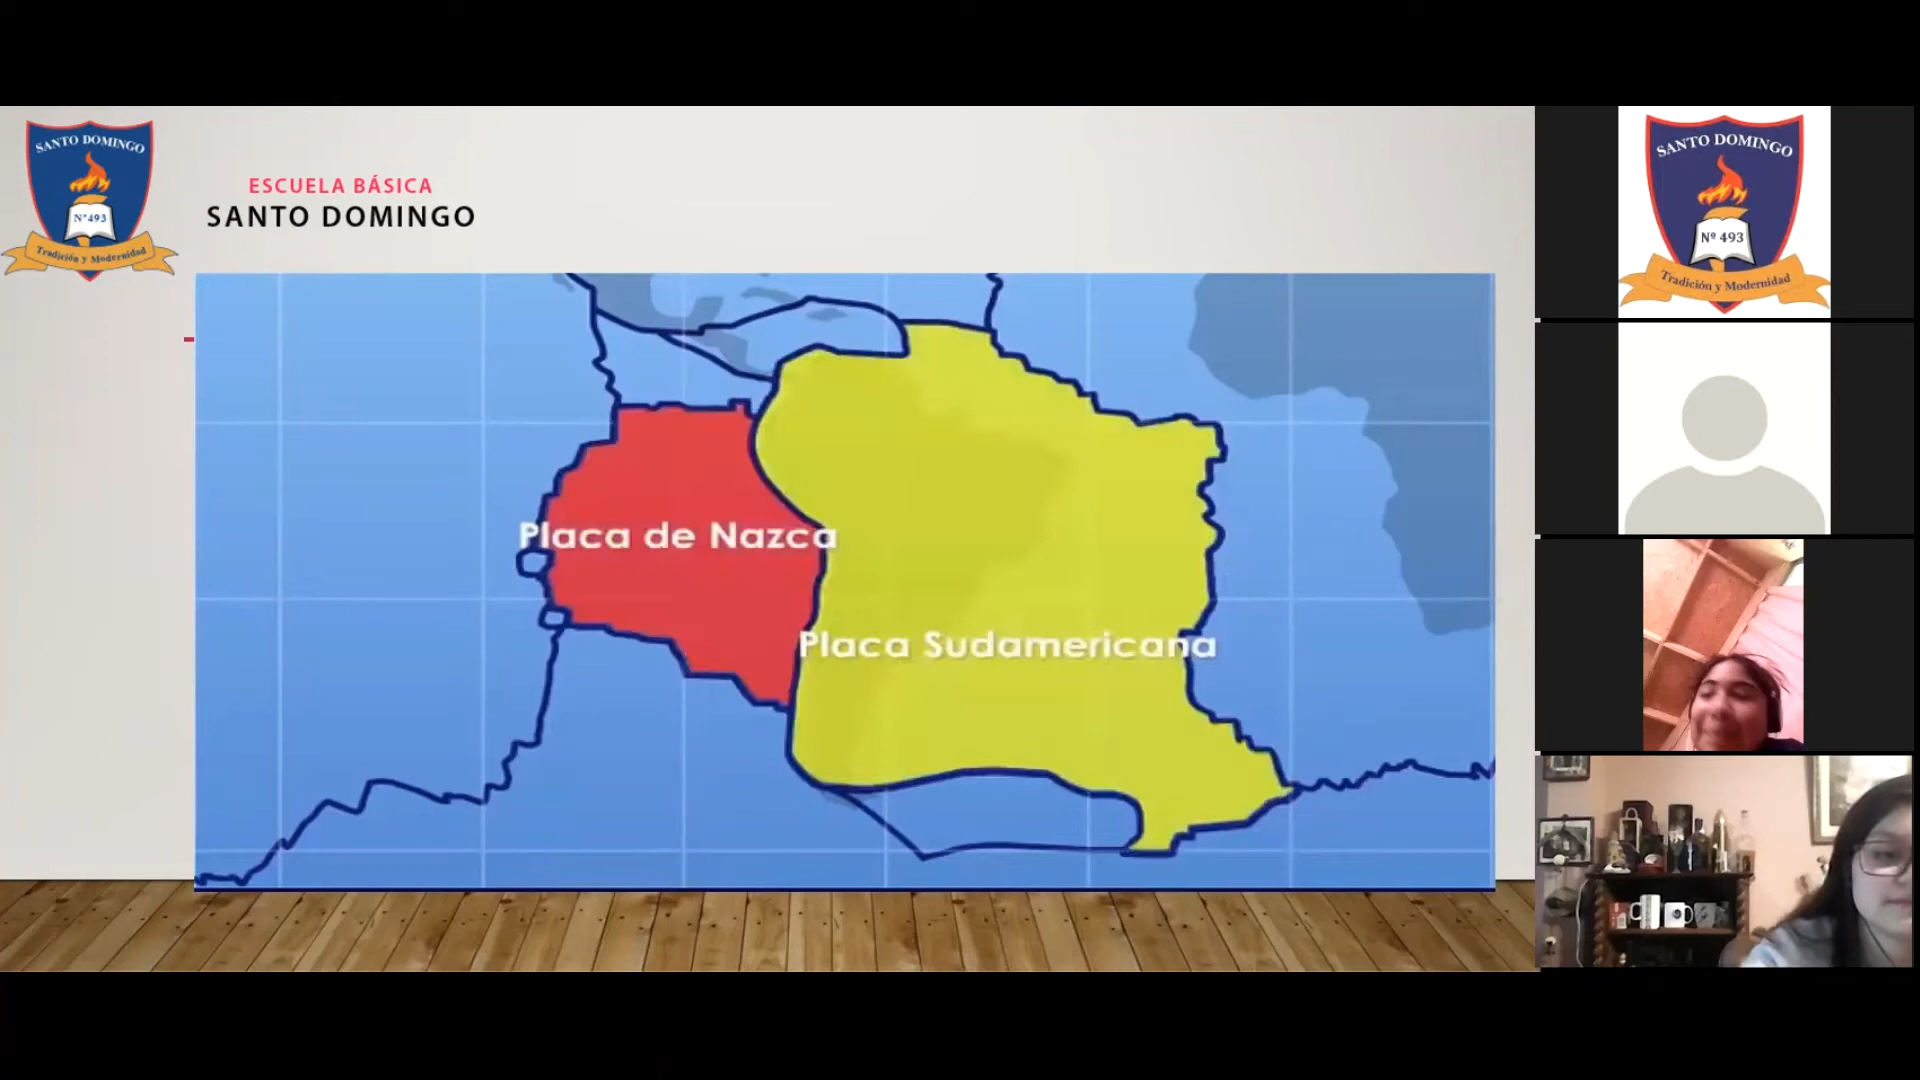 SANTO DOMINGO
N°493
Tradición y Modernidad
ESCUELA BÁSICA
SANTO DOMINGO
Placa de Nazca
Placa Sudamericana
SANTO DOMINGO
Nº 493
Tradición y Modernidad